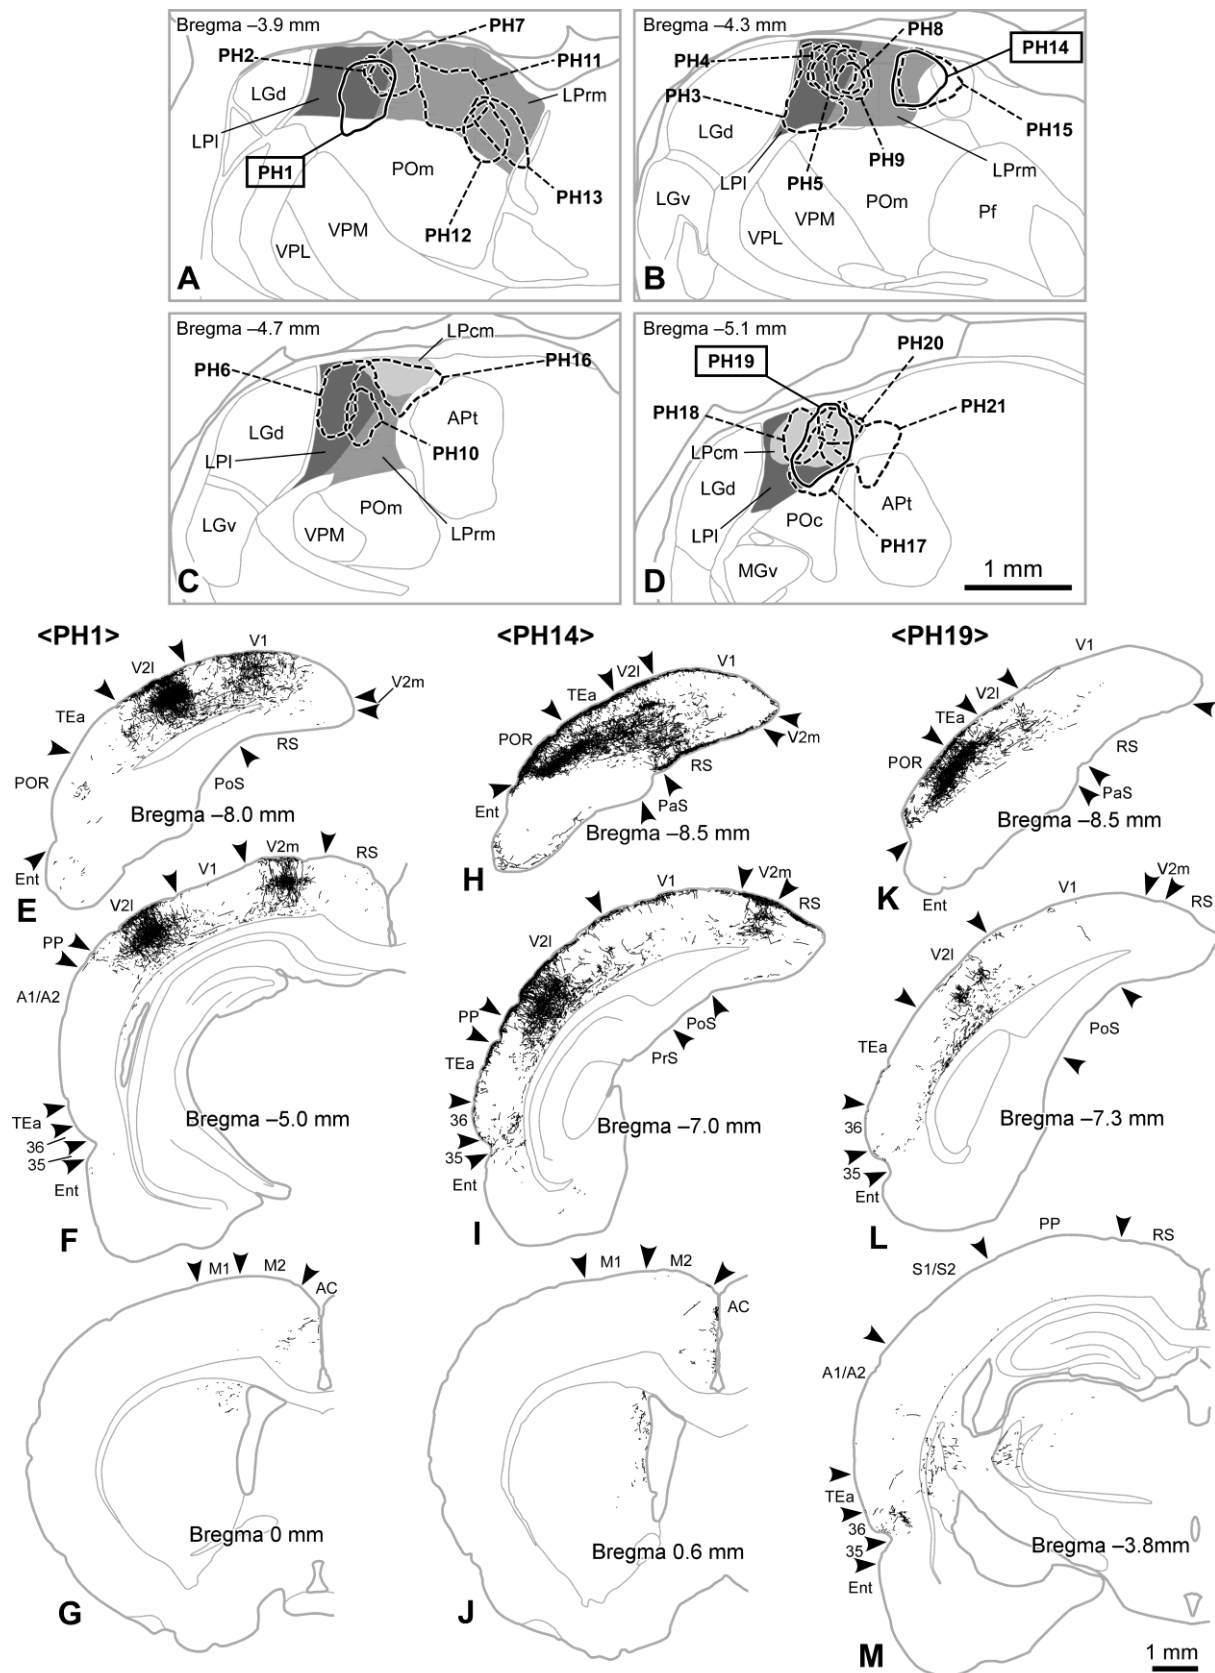 Bregma –3.9 mm
PH7
PH2
PH11
LGd
LPrm
LPl
PH1
POm
PH13
PH12
VPM
VPL
A
Bregma –4.3 mm
PH8
PH14
PH4
PH3
LGd
PH15
PH9
LPrm
LPl
PH5
LGv
POm
VPM
Pf
VPL
B
Bregma –4.7 mm
LPcm
PH6
PH16
APt
LGd
PH10
LPl
POm
LGv
VPM
LPrm
C
Bregma –5.1 mm
PH20
PH19
PH18
PH21
LPcm
LGd
APt
LPl
POc
PH17
MGv
D
1 mm
<PH1>
V1
V2l
V2m
TEa
RS
POR
PoS
Bregma –8.0 mm
Ent
E
V2m
RS
V1
V2l
PP
A1/A2
TEa
36
35
Ent
Bregma –5.0 mm
F
M1
M2
AC
Bregma 0 mm
G
<PH14>
V1
V2l
TEa
POR
V2m
RS
Ent
PaS
Bregma –8.5 mm
H
V1
V2m
RS
V2l
PP
PoS
TEa
PrS
36
Bregma –7.0 mm
35
Ent
I
M1
M2
AC
Bregma 0.6 mm
J
<PH19>
V1
V2l
TEa
RS
POR
PaS
Bregma –8.5 mm
Ent
K
V2m
V1
RS
V2l
PoS
TEa
36
Bregma –7.3 mm
35
Ent
L
PP
RS
S1/S2
A1/A2
TEa
36
35
Bregma –3.8mm
Ent
M
1 mm